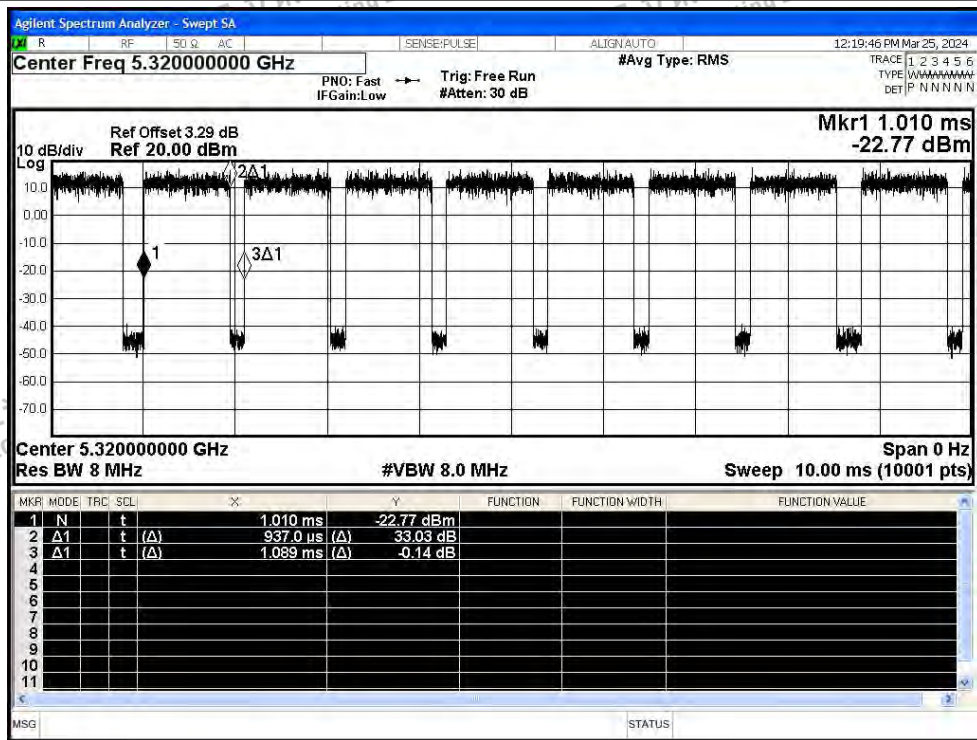 Agilent Spectrum Analyzer - Swept SA
R RF 50 Ω AC SENSE:PULSE ALIGN AUTO 12:19:46 PM Mar 25, 2024
Center Freq 5.320000000 GHz #Avg Type: RMS TRACE 1 2 3 4 5 6
PNO: Fast Trig: Free Run TYPE WWWWWW
IFGain:Low #Atten: 30 dB DET P N N N N N
Mkr1 1.010 ms
Ref Offset 3.29 dB
10 dB/div Ref 20.00 dBm -22.77 dBm
Log
2Δ1
10.0
0.00
-10.0
1 3Δ1
-20.0
-30.0
-40.0
-50.0
-60.0
-70.0
Center 5.320000000 GHz Span 0 Hz
Res BW 8 MHz #VBW 8.0 MHz Sweep 10.00 ms (10001 pts)
MKR MODE TRC SCL X Y FUNCTION FUNCTION WIDTH FUNCTION VALUE
1 N t 1.010 ms -22.77 dBm
2 Δ1 t (Δ) 937.0 µs (Δ) 33.03 dB
3 Δ1 t (Δ) 1.089 ms (Δ) -0.14 dB
4
5
6
7
8
9
10
11
MSG STATUS